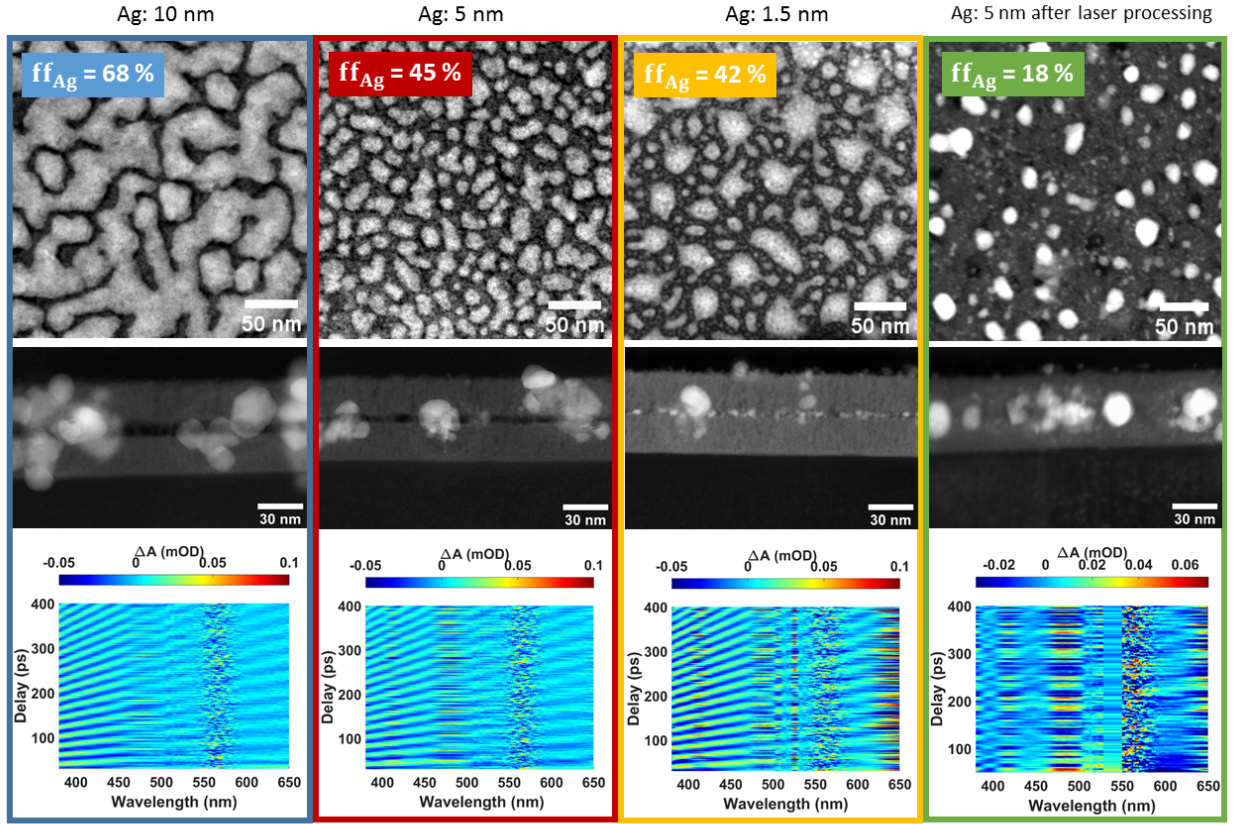 Ag: 10 nm
Ag: 5 nm
Ag: 1.5 nm
Ag: 5 nm after laser processing
ffAg = 68 %
ffAg = 45 %
ffAg = 42 %
ffAg = 18 %
50 nm
50 nm
50 nm
50 nm
30 nm
30 nm
30 nm
30 nm
ΔA (mOD)
-0.05 0 0.05 0.1
400
300
200
100
Delay (ps)
400 450 500 550 600 650
Wavelength (nm)
ΔA (mOD)
-0.05 0 0.05 0.1
400
300
200
100
Delay (ps)
400 450 500 550 600 650
Wavelength (nm)
ΔA (mOD)
-0.05 0 0.05 0.1
400
300
200
100
Delay (ps)
400 450 500 550 600 650
Wavelength (nm)
ΔA (mOD)
-0.02 0 0.02 0.04 0.06
400
300
200
100
Delay (ps)
400 450 500 550 600 650
Wavelength (nm)